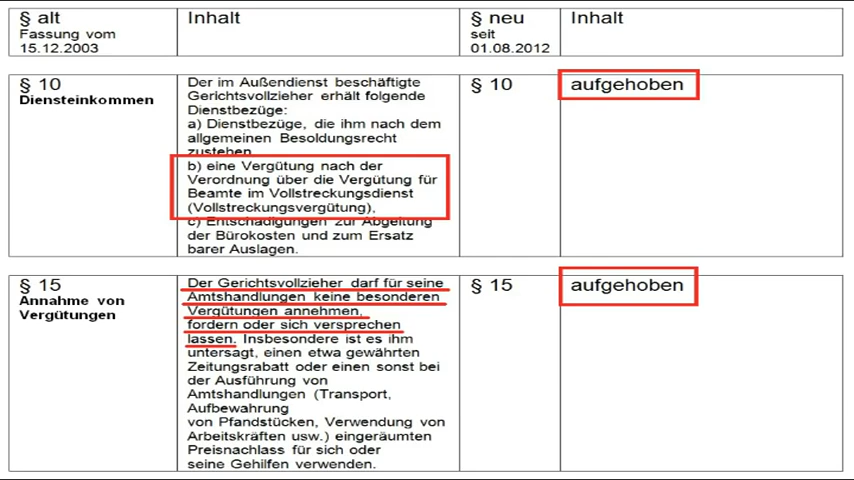 § alt
Fassung vom
15.12.2003
Inhalt
§ neu
seit
01.08.2012
Inhalt
§ 10
Diensteinkommen
Der im Außendienst beschäftigte
Gerichtsvollzieher erhält folgende
Dienstbezüge:
a) Dienstbezüge, die ihm nach dem
allgemeinen Besoldungsrecht
zustehen
b) eine Vergütung nach der
Verordnung über die Vergütung für
Beamte im Vollstreckungsdienst
(Vollstreckungsvergütung),
c) Entschädigungen zur Abgeltung
der Bürokosten und zum Ersatz
barer Auslagen.
§ 10
aufgehoben
§ 15
Annahme von
Vergütungen
Der Gerichtsvollzieher darf für seine
Amtshandlungen keine besonderen
Vergütungen annehmen,
fordern oder sich versprechen
lassen. Insbesondere ist es ihm
untersagt, einen etwa gewährten
Zeitungsrabatt oder einen sonst bei
der Ausführung von
Amtshandlungen (Transport,
Aufbewahrung
von Pfandstücken, Verwendung von
Arbeitskräften usw.) eingeräumten
Preisnachlass für sich oder
seine Gehilfen verwenden.
§ 15
aufgehoben